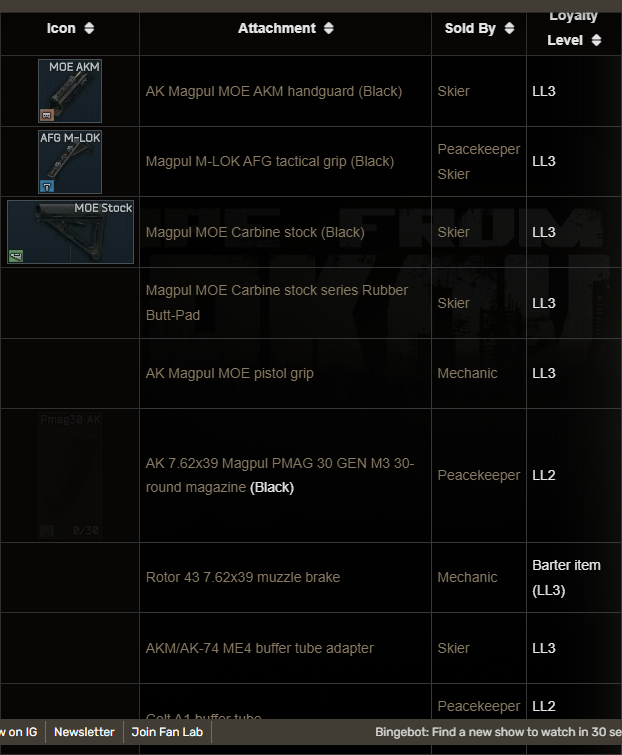 Loyalty
Icon Attachment Sold By Level
MOE AKM
AK Magpul MOE AKM handguard (Black) Skier LL3
AFG M-LOK
Magpul M-LOK AFG tactical grip (Black) Peacekeeper LL3
Skier
MOE Stock
Magpul MOE Carbine stock (Black) Skier LL3
Magpul MOE Carbine stock series Rubber
Butt-Pad Skier LL3
AK Magpul MOE pistol grip Mechanic LL3
Pmag30 AK
AK 7.62x39 Magpul PMAG 30 GEN M3 30-
round magazine (Black) Peacekeeper LL2
0/30
Rotor 43 7.62x39 muzzle brake Mechanic Barter item
(LL3)
AKM/AK-74 ME4 buffer tube adapter Skier LL3
Colt A1 buffer tube Peacekeeper LL2
w on IG Newsletter Join Fan Lab Bingebot: Find a new show to watch in 30 se